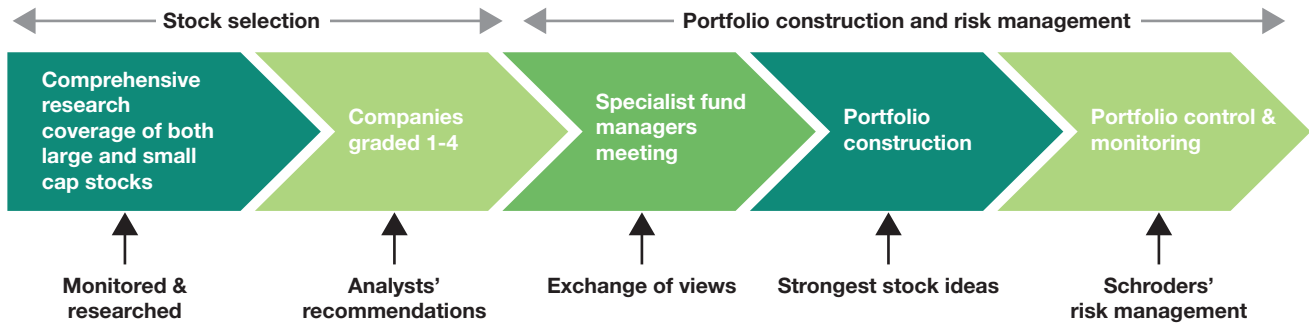 Stock selection
Portfolio construction and risk management
Comprehensive
research
coverage of both
large and small
cap stocks
Companies
graded 1-4
Specialist fund
managers
meeting
Portfolio
construction
Portfolio control &
monitoring
Monitored &
researched
Analysts’
recommendations
Exchange of views
Strongest stock ideas
Schroders’
risk management